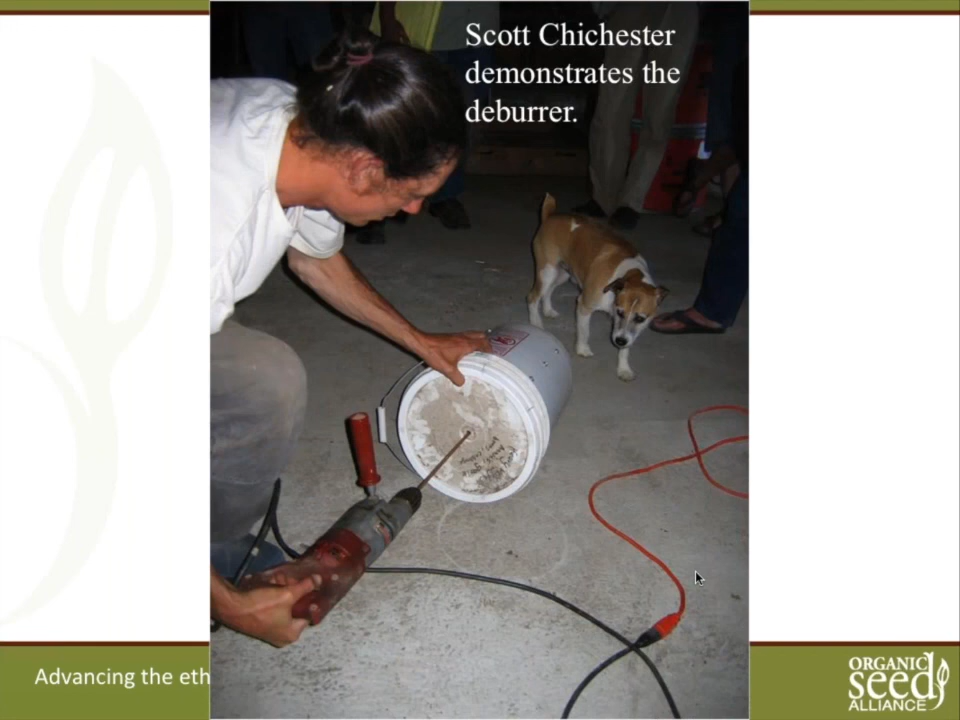 Scott Chichester
demonstrates the
deburrer.
Advancing the eth
ORGANIC
seed
ALLIANCE